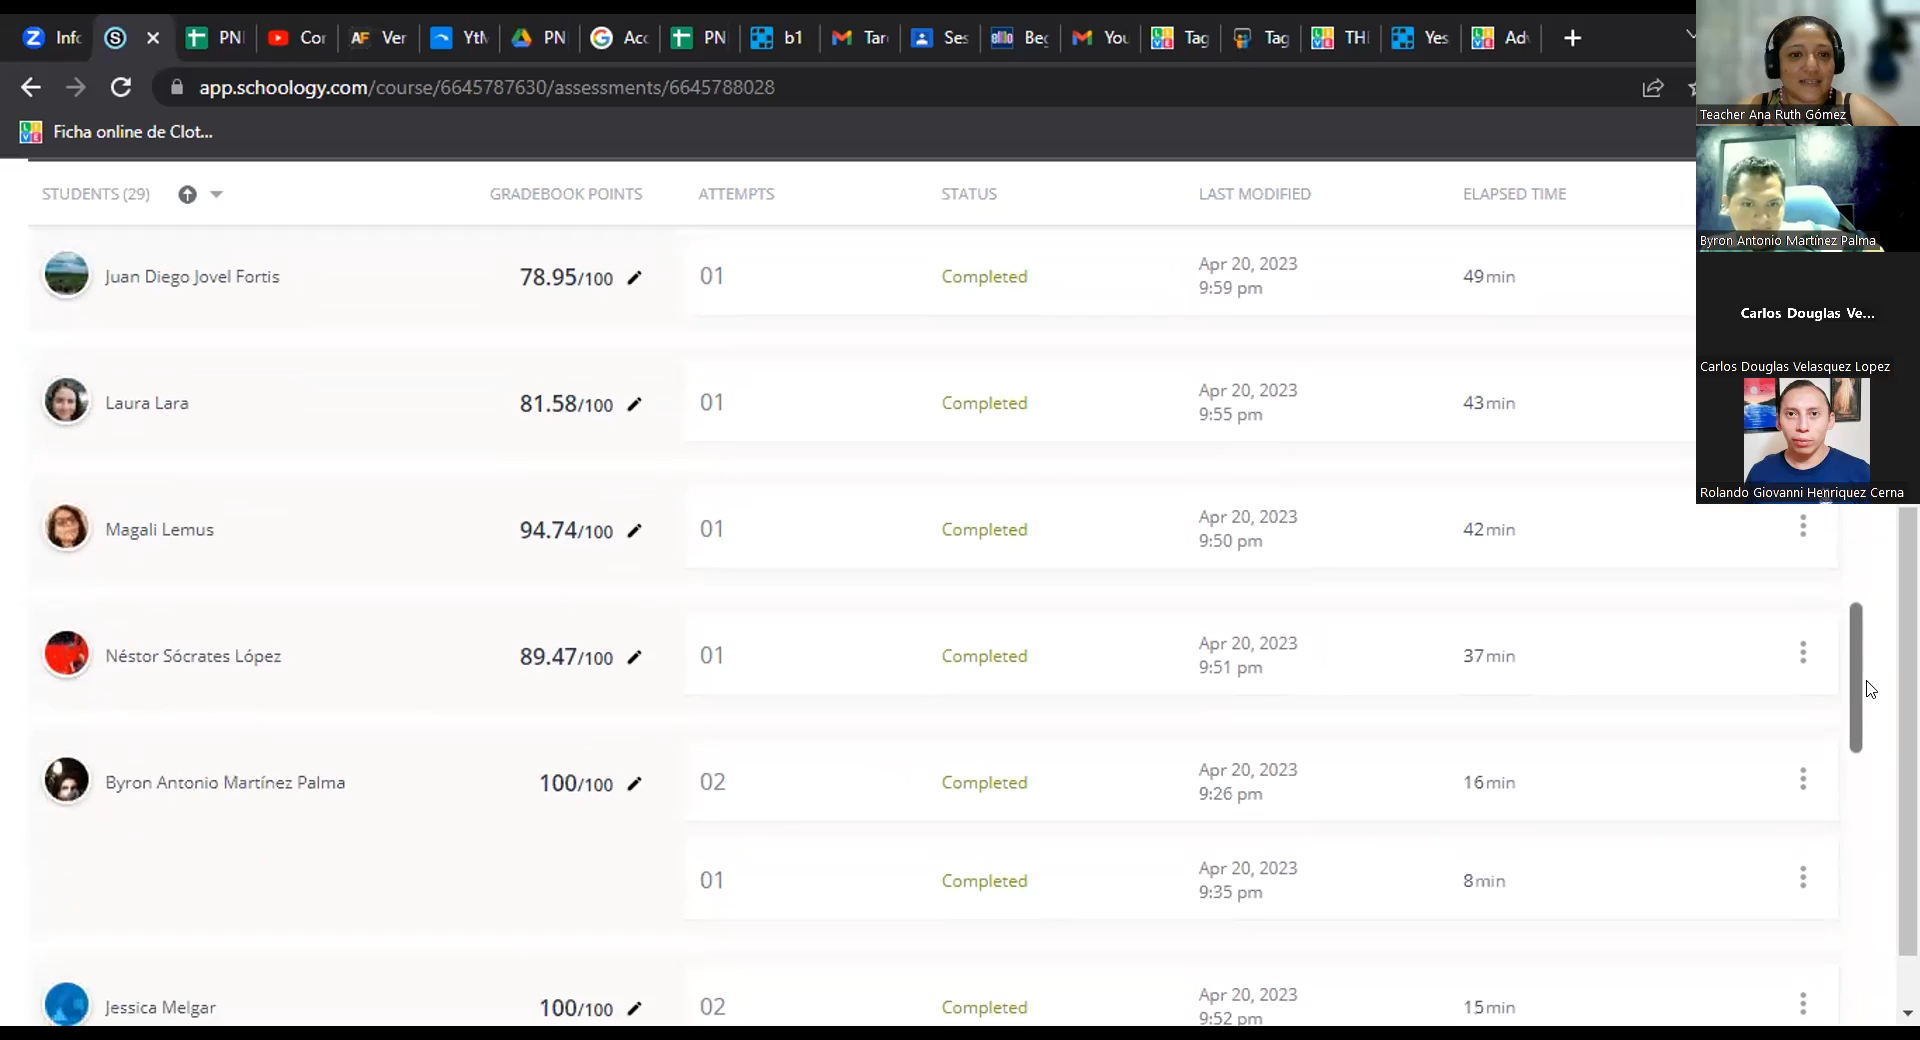 Infc
PNI
Cor
Ver
YtM
PN
Acc
PN
b1
Tar
Ses
Beg
You
Tag
Tag
TH
Yes
Adv
app.schoology.com/course/6645787630/assessments/6645788028
Ficha online de Clot...
STUDENTS (29)
GRADEBOOK POINTS
ATTEMPTS
STATUS
LAST MODIFIED
ELAPSED TIME
Juan Diego Jovel Fortis 78.95/100 01 Completed Apr 20, 2023 49min
9:59 pm
Laura Lara 81.58/100 01 Completed Apr 20, 2023 43min
9:55 pm
Magali Lemus 94.74/100 01 Completed Apr 20, 2023 42min
9:50 pm
Néstor Sócrates López 89.47/100 01 Completed Apr 20, 2023 37min
9:51 pm
Byron Antonio Martínez Palma 100/100 02 Completed Apr 20, 2023 16min
9:26 pm
01 Completed Apr 20, 2023 8min
9:35 pm
Jessica Melgar 100/100 02 Completed Apr 20, 2023 15min
9:52 pm
Teacher Ana Ruth Gómez
Byron Antonio Martínez Palma
Carlos Douglas Ve...
Carlos Douglas Velasquez Lopez
Rolando Giovanni Henriquez Cerna